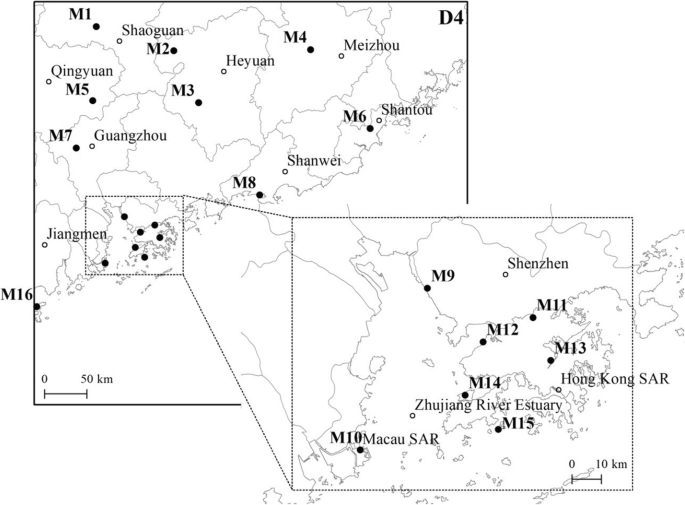 D4
M1
Shaoguan
M2
M4
Meizhou
Heyuan
Qingyuan
M5
M3
Shantou
M6
M7
Guangzhou
Shanwei
M8
Jiangmen
M16
0 50 km
M9
Shenzhen
M11
M12
M13
Hong Kong SAR
M14
Zhujiang River Estuary
M15
M10
Macau SAR
0 10 km